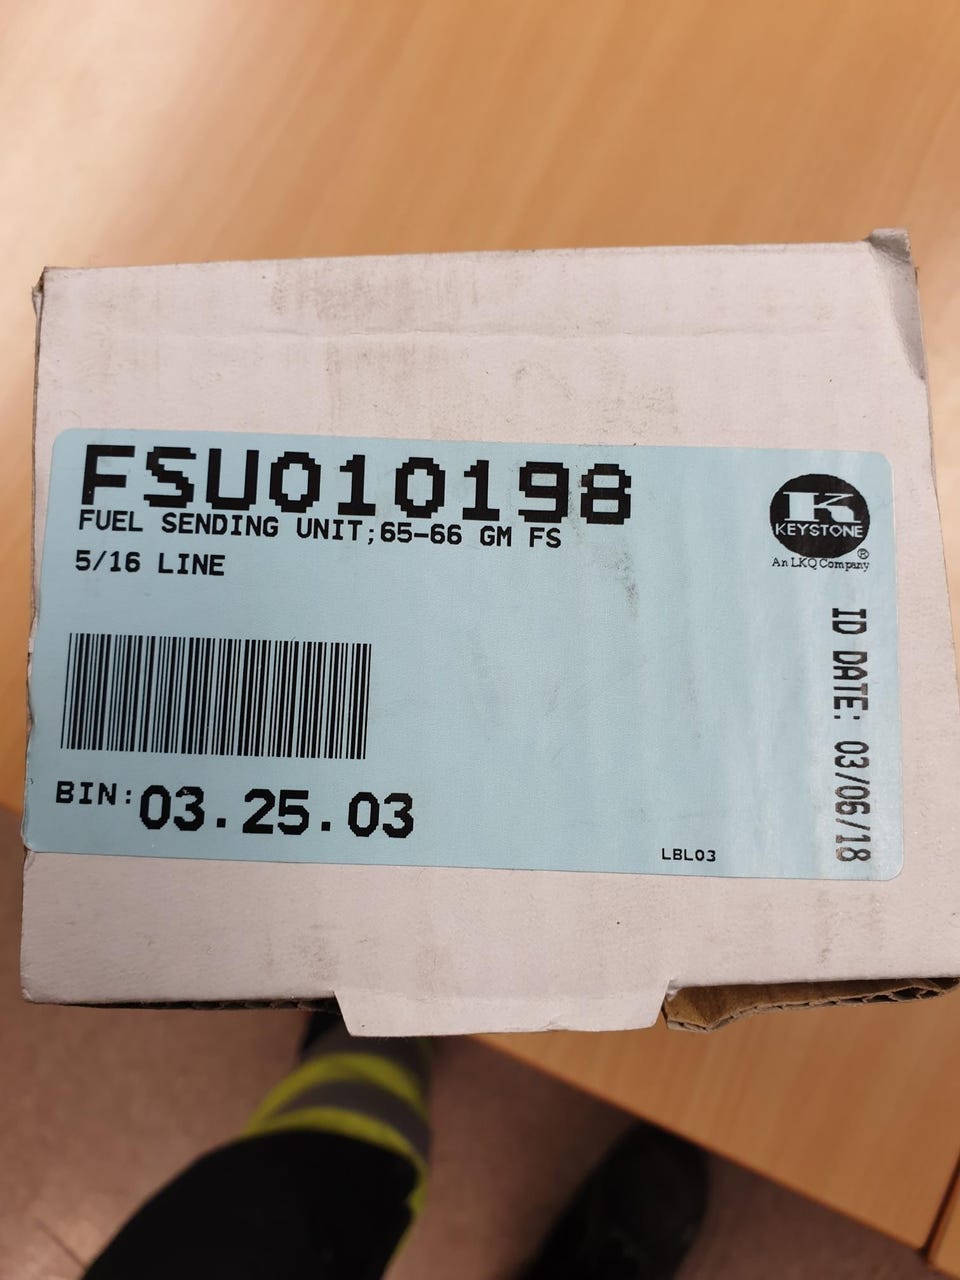 FSU010198
FUEL SENDING UNIT;65-66 GM FS
5/16 LINE
K
KEYSTONE
®
An LKQ Company
ID DATE: 03/06/18
BIN:03.25.03
LBL03